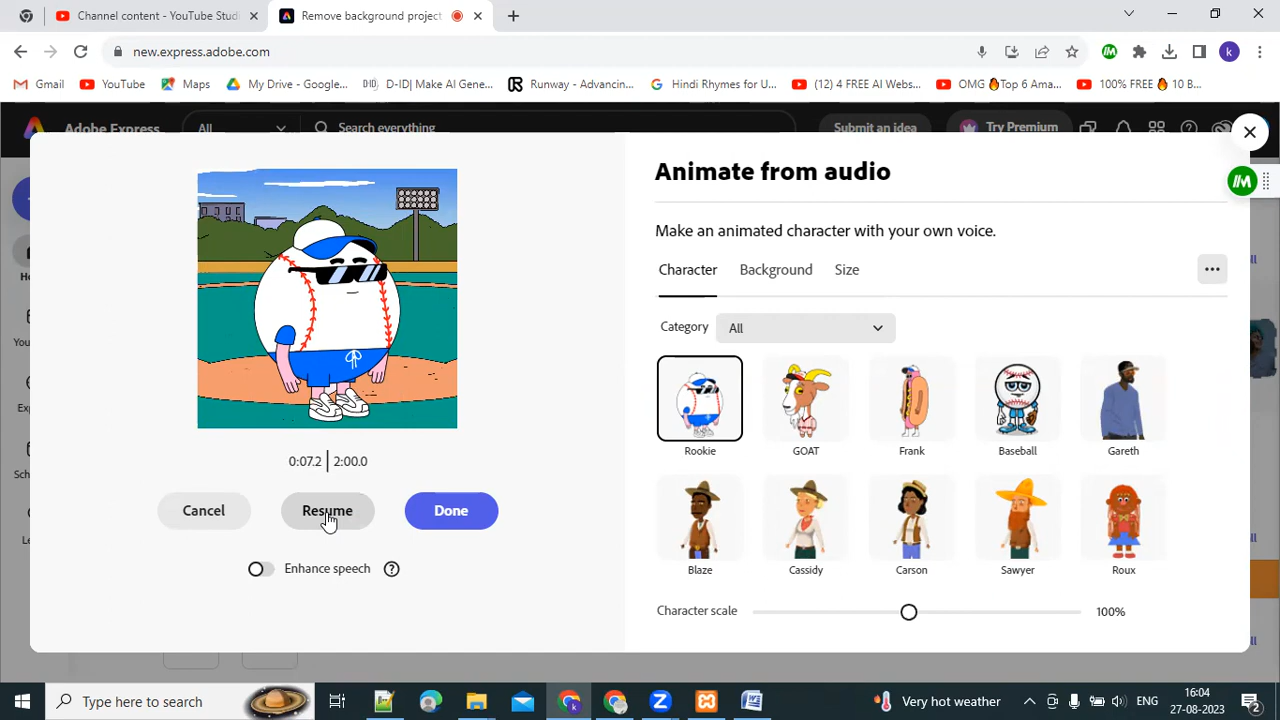 Channel content - YouTube Studi
Remove background project
new.express.adobe.com
k
Gmail
YouTube
Maps
My Drive - Google...
D-ID| Make AI Gene...
Runway - Advancin...
Hindi Rhymes for U...
(12) 4 FREE AI Webs...
OMG 🔥Top 6 Ama...
100% FREE 🔥 10 B...
Adobe Express
All
Search everything
Submit an idea
Try Premium
Animate from audio
Make an animated character with your own voice.
Character
Background
Size
Category
All
Rookie
GOAT
Frank
Baseball
Gareth
Blaze
Cassidy
Carson
Sawyer
Roux
Character scale
100%
0:07.2
2:00.0
Cancel
Resume
Done
Enhance speech
?
Type here to search
Very hot weather
ENG
16:04
27-08-2023
2